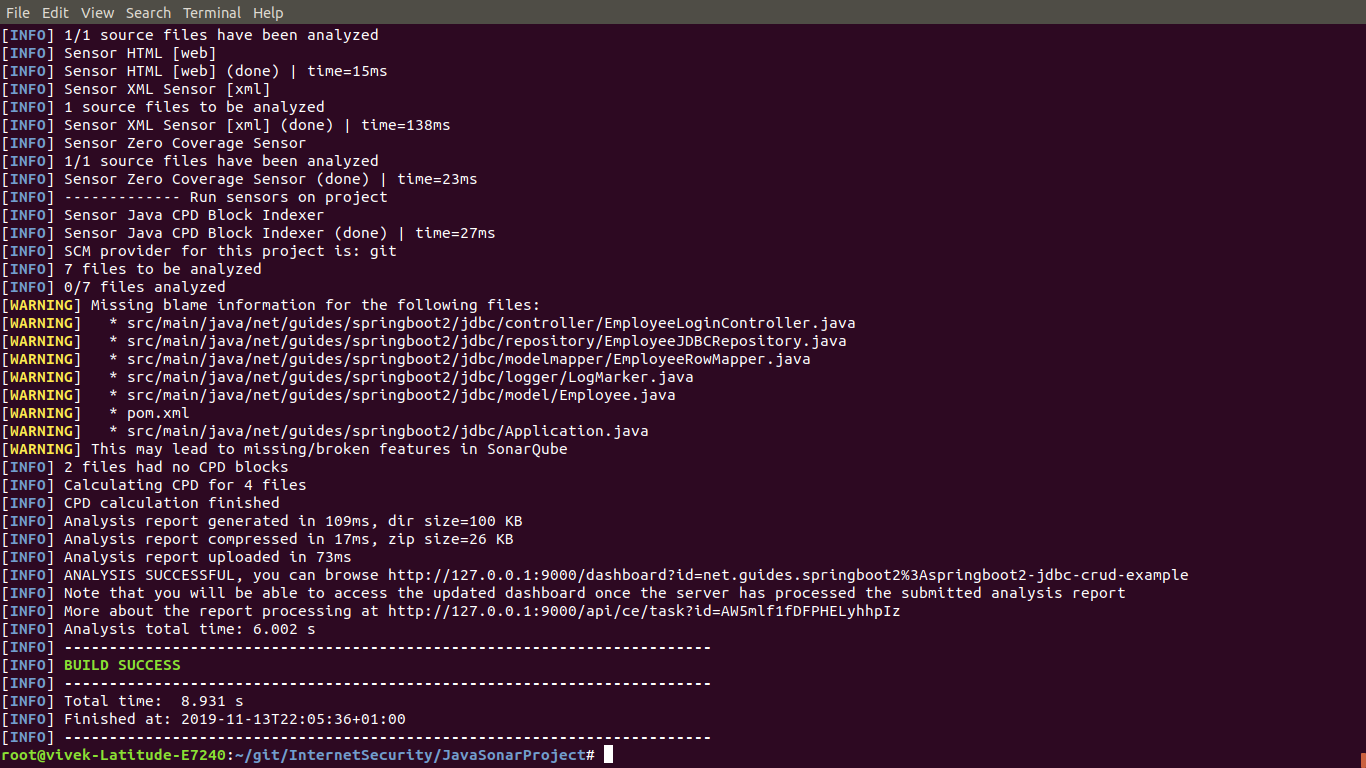 File Edit View Search Terminal Help
[INFO] 1/1 source files have been analyzed
[INFO] Sensor HTML [web]
[INFO] Sensor HTML [web] (done) | time=15ms
[INFO] Sensor XML Sensor [xml]
[INFO] 1 source files to be analyzed
[INFO] Sensor XML Sensor [xml] (done) | time=138ms
[INFO] Sensor Zero Coverage Sensor
[INFO] 1/1 source files have been analyzed
[INFO] Sensor Zero Coverage Sensor (done) | time=23ms
[INFO] ------------- Run sensors on project
[INFO] Sensor Java CPD Block Indexer
[INFO] Sensor Java CPD Block Indexer (done) | time=27ms
[INFO] SCM provider for this project is: git
[INFO] 7 files to be analyzed
[INFO] 0/7 files analyzed
[WARNING] Missing blame information for the following files:
[WARNING]   * src/main/java/net/guides/springboot2/jdbc/controller/EmployeeLoginController.java
[WARNING]   * src/main/java/net/guides/springboot2/jdbc/repository/EmployeeJDBCRepository.java
[WARNING]   * src/main/java/net/guides/springboot2/jdbc/modelmapper/EmployeeRowMapper.java
[WARNING]   * src/main/java/net/guides/springboot2/jdbc/logger/LogMarker.java
[WARNING]   * src/main/java/net/guides/springboot2/jdbc/model/Employee.java
[WARNING]   * pom.xml
[WARNING]   * src/main/java/net/guides/springboot2/jdbc/Application.java
[WARNING] This may lead to missing/broken features in SonarQube
[INFO] 2 files had no CPD blocks
[INFO] Calculating CPD for 4 files
[INFO] CPD calculation finished
[INFO] Analysis report generated in 109ms, dir size=100 KB
[INFO] Analysis report compressed in 17ms, zip size=26 KB
[INFO] Analysis report uploaded in 73ms
[INFO] ANALYSIS SUCCESSFUL, you can browse http://127.0.0.1:9000/dashboard?id=net.guides.springboot2%3Aspringboot2-jdbc-crud-example
[INFO] Note that you will be able to access the updated dashboard once the server has processed the submitted analysis report
[INFO] More about the report processing at http://127.0.0.1:9000/api/ce/task?id=AW5mlf1fDFPHELyhhpIz
[INFO] Analysis total time: 6.002 s
[INFO] ------------------------------------------------------------------------
[INFO] BUILD SUCCESS
[INFO] ------------------------------------------------------------------------
[INFO] Total time:  8.931 s
[INFO] Finished at: 2019-11-13T22:05:36+01:00
[INFO] ------------------------------------------------------------------------
root@vivek-Latitude-E7240:~/git/InternetSecurity/JavaSonarProject#